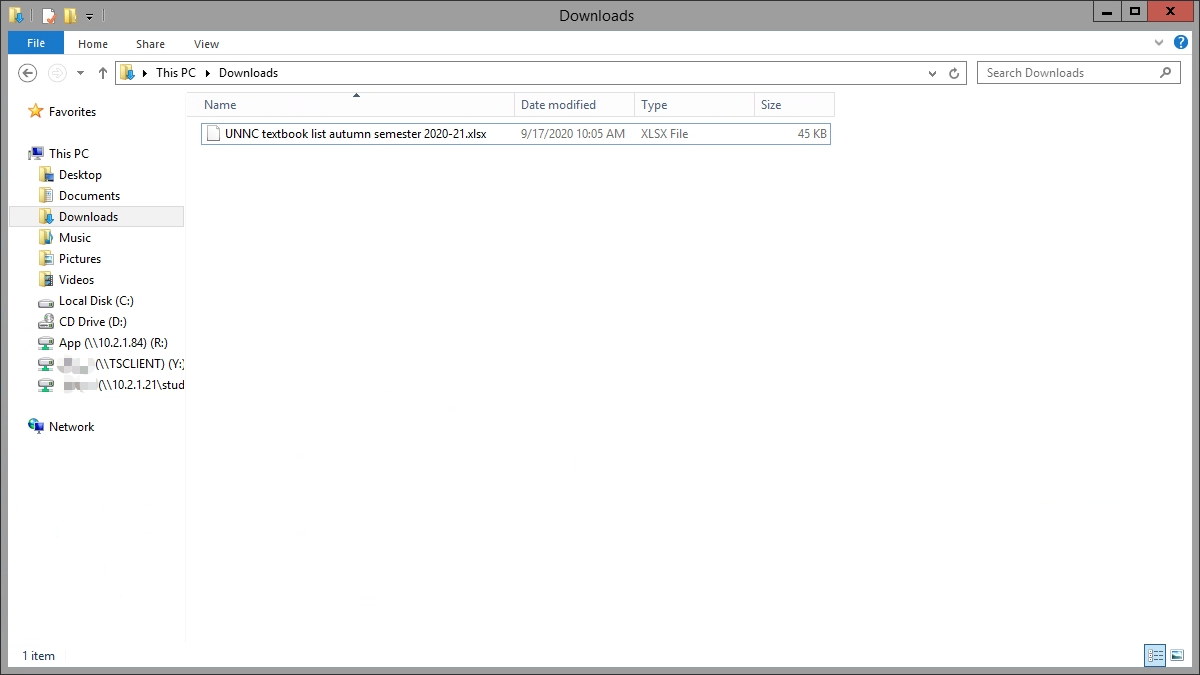 Downloads
File Home Share View
This PC Downloads
Search Downloads
Name Date modified Type Size
UNNC textbook list autumn semester 2020-21.xlsx 9/17/2020 10:05 AM XLSX File 45 KB
Favorites
This PC
Desktop
Documents
Downloads
Music
Pictures
Videos
Local Disk (C:)
CD Drive (D:)
App (\\10.2.1.84) (R:)
(\\TSCLIENT) (Y:)
(\\10.2.1.21\stud
Network
1 item